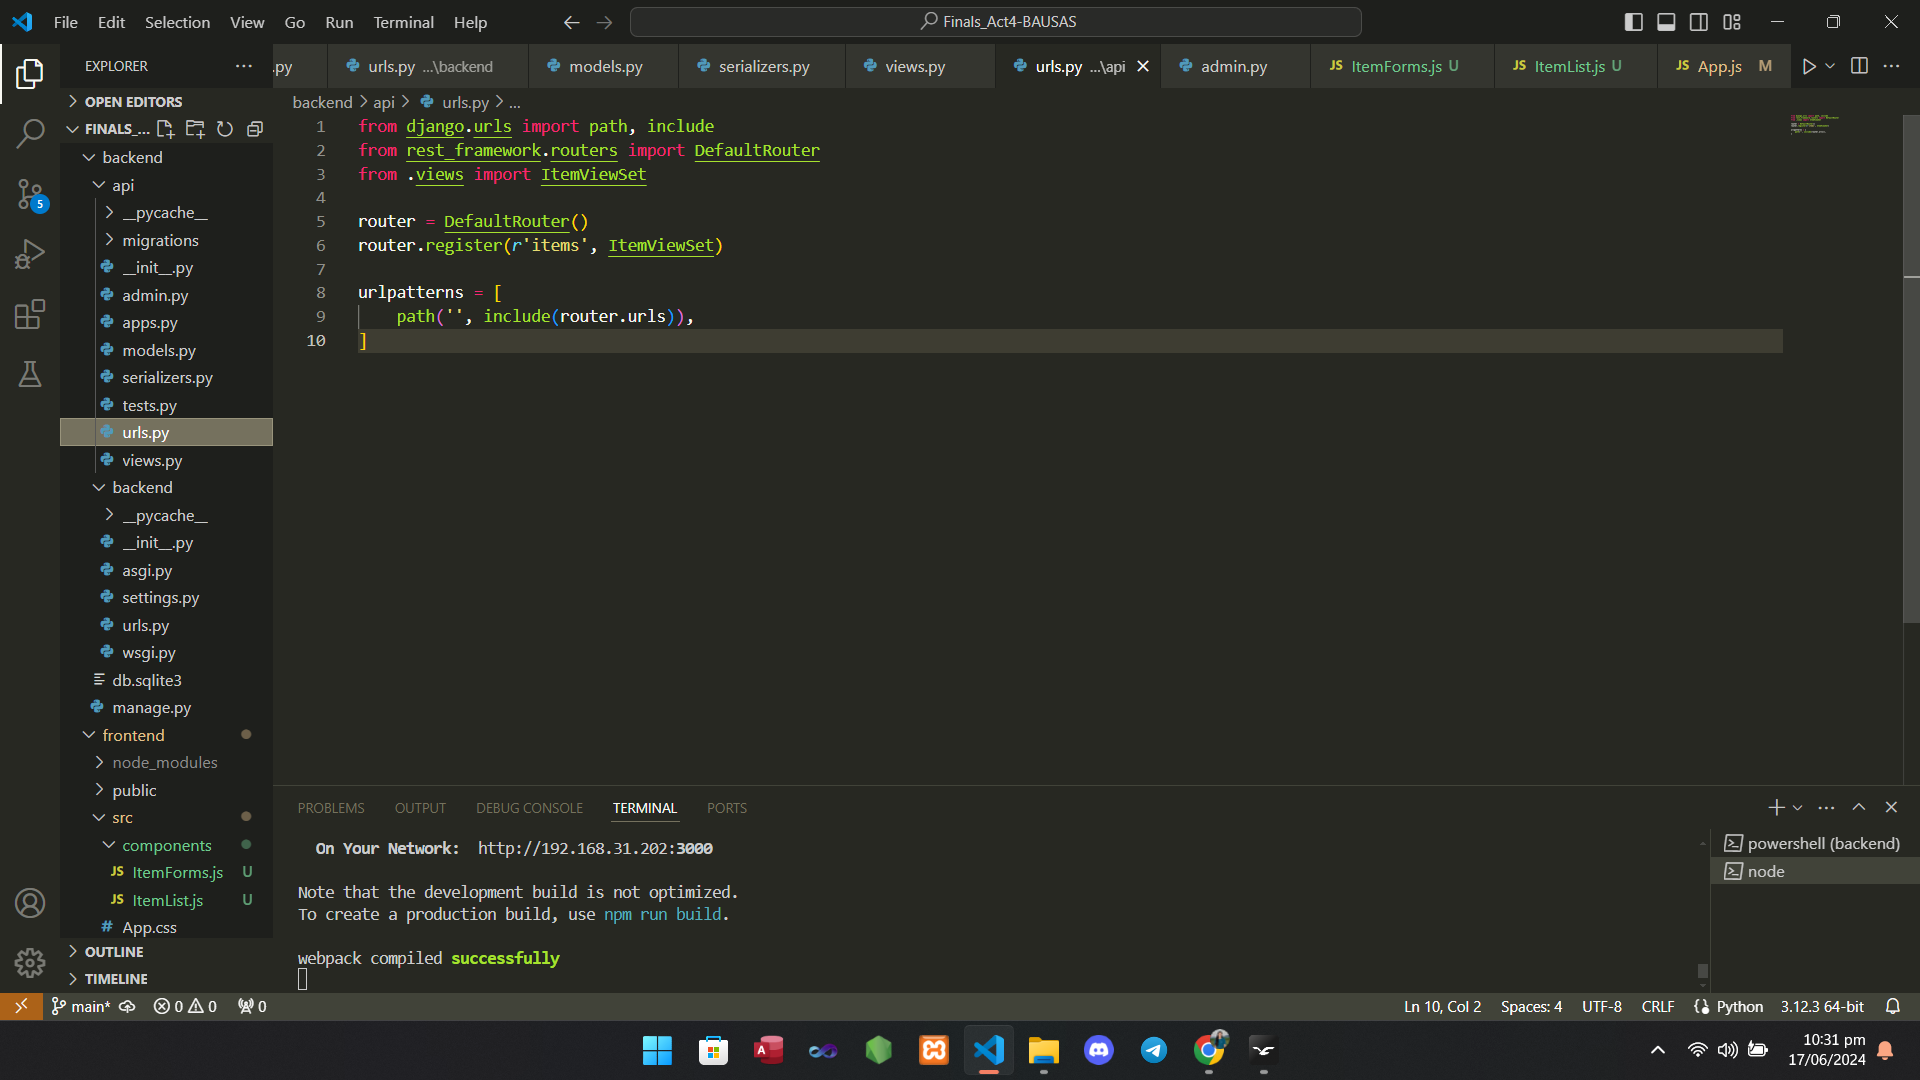 File Edit Selection View Go Run Terminal Help
Finals_Act4-BAUSAS
EXPLORER
.py
urls.py ...\backend
models.py
serializers.py
views.py
urls.py ...\api
admin.py
JS ItemForms.js U
JS ItemList.js U
JS App.js M
OPEN EDITORS
FINALS_...
backend
api
__pycache__
migrations
__init__.py
admin.py
apps.py
models.py
serializers.py
tests.py
urls.py
views.py
backend
__pycache__
__init__.py
asgi.py
settings.py
urls.py
wsgi.py
db.sqlite3
manage.py
frontend
node_modules
public
src
components
JS ItemForms.js U
JS ItemList.js U
# App.css
OUTLINE
TIMELINE
5
backend > api > urls.py > ...
1 from django.urls import path, include
2 from rest_framework.routers import DefaultRouter
3 from .views import ItemViewSet
4
5 router = DefaultRouter()
6 router.register(r'items', ItemViewSet)
7
8 urlpatterns = [
9 path('', include(router.urls)),
10 ]
PROBLEMS OUTPUT DEBUG CONSOLE TERMINAL PORTS
On Your Network: http://192.168.31.202:3000
Note that the development build is not optimized.
To create a production build, use npm run build.
webpack compiled successfully
powershell (backend)
node
main* 0 0 0
Ln 10, Col 2 Spaces: 4 UTF-8 CRLF Python 3.12.3 64-bit
10:31 pm
17/06/2024